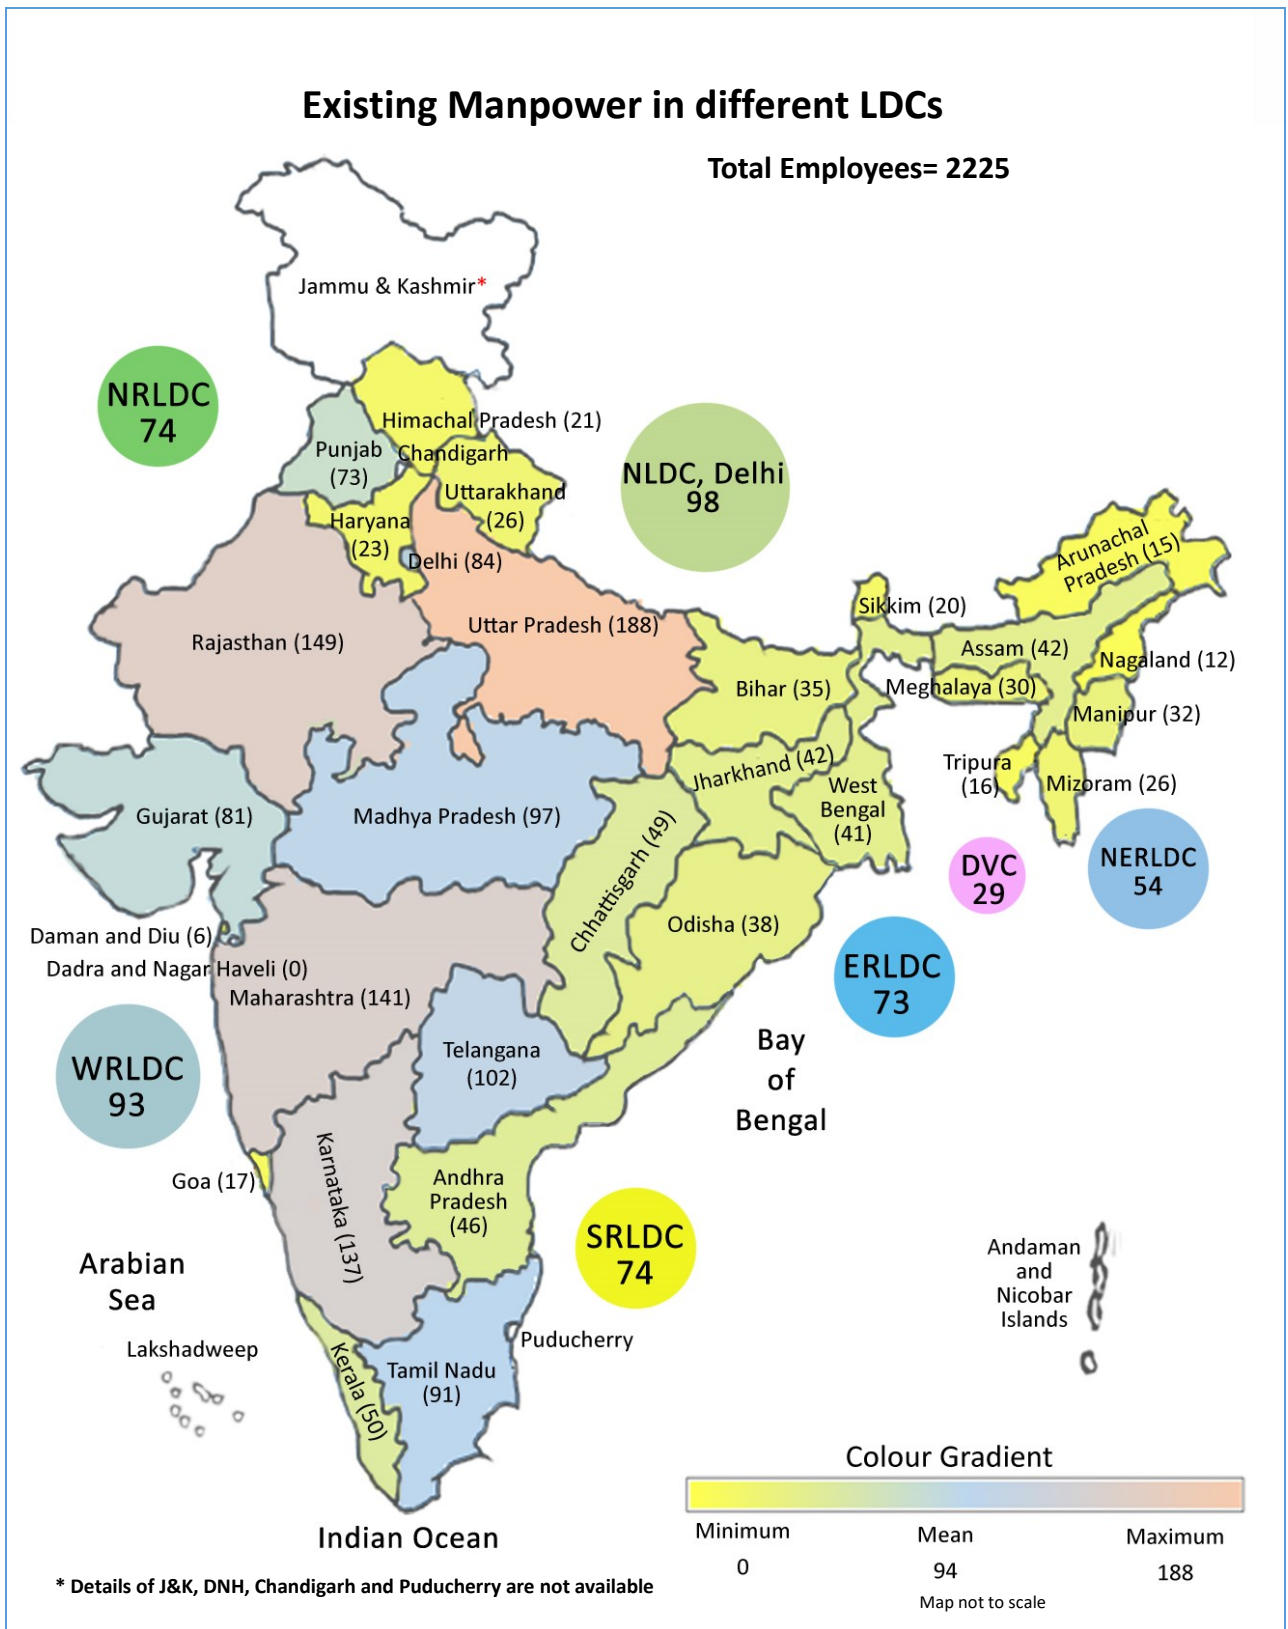 Existing Manpower in different LDCs
Total Employees= 2225
Jammu & Kashmir*
NRLDC
74
Himachal Pradesh (21)
Punjab
(73)
Chandigarh
NLDC, Delhi
98
Uttarakhand
(26)
Haryana
(23)
Delhi (84)
Arunachal
Pradesh (15)
Sikkim (20)
Rajasthan (149)
Uttar Pradesh (188)
Assam (42)
Nagaland (12)
Bihar (35)
Meghalaya (30)
Manipur (32)
Jharkhand (42)
Tripura
(16)
Mizoram (26)
West
Bengal
(41)
Gujarat (81)
Madhya Pradesh (97)
Chhattisgarh (49)
DVC
29
NERLDC
54
Odisha (38)
Daman and Diu (6)
Dadra and Nagar Haveli (0)
Maharashtra (141)
ERLDC
73
WRLDC
93
Telangana
(102)
Bay
of
Bengal
Karnataka (137)
Goa (17)
Andhra
Pradesh
(46)
SRLDC
74
Arabian
Sea
Andaman
and
Nicobar
Islands
Lakshadweep
Puducherry
Kerala (50)
Tamil Nadu
(91)
Colour Gradient
Minimum
Mean
Maximum
0
94
188
Indian Ocean
* Details of J&K, DNH, Chandigarh and Puducherry are not available
Map not to scale